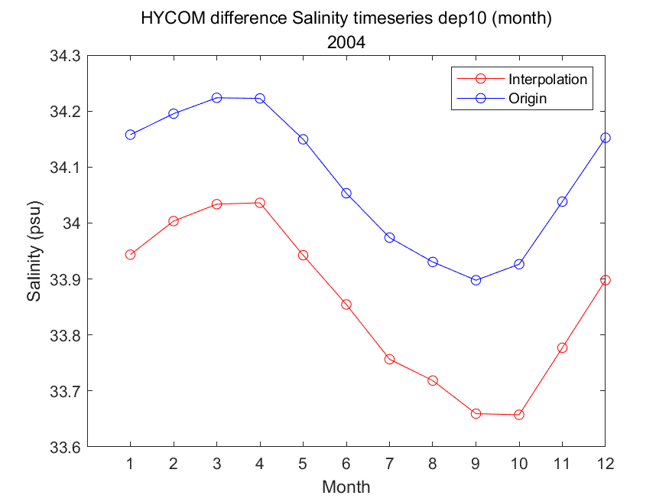 HYCOM difference Salinity timeseries dep10 (month)
2004
34.3
34.2
34.1
34
33.9
33.8
33.7
33.6
Salinity (psu)
Interpolation
Origin
1 2 3 4 5 6 7 8 9 10 11 12
Month